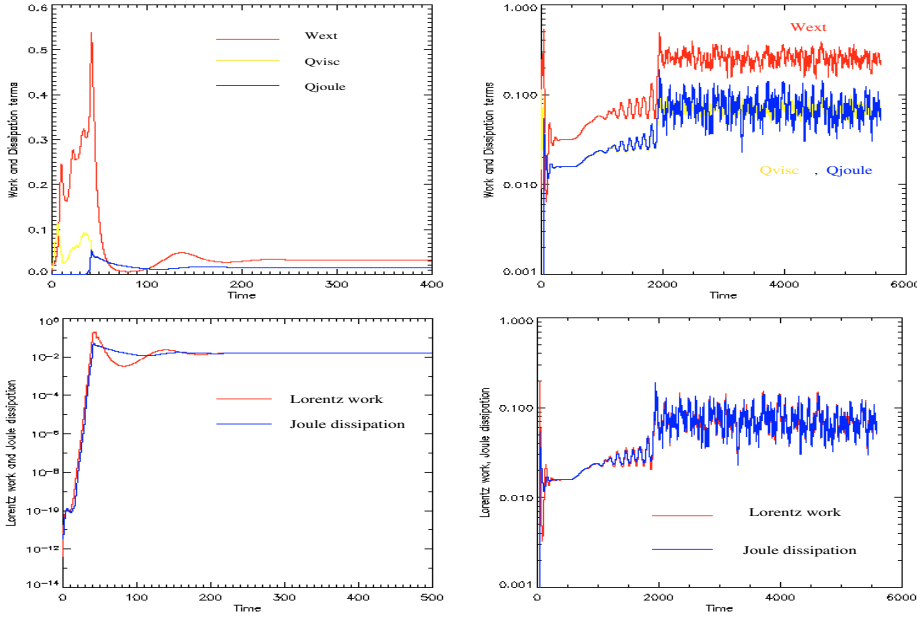 Work and Dissipation terms
0.6
0.5
0.4
0.3
0.2
0.1
0.0
Wext
Qvisc
Qjoule
0 100 200 300 400
Time
Work and Dissipation terms
1.000
0.100
0.010
0.001
Wext
Qvisc , Qjoule
0 2000 4000 6000
Time
Lorentz work and Joule dissipation
10^0
10^-2
10^-4
10^-6
10^-8
10^-10
10^-12
10^-14
Lorentz work
Joule dissipation
0 100 200 300 400 500
Time
Lorentz work, Joule dissipation
1.000
0.100
0.010
0.001
Lorentz work
Joule dissipation
0 2000 4000 6000
Time